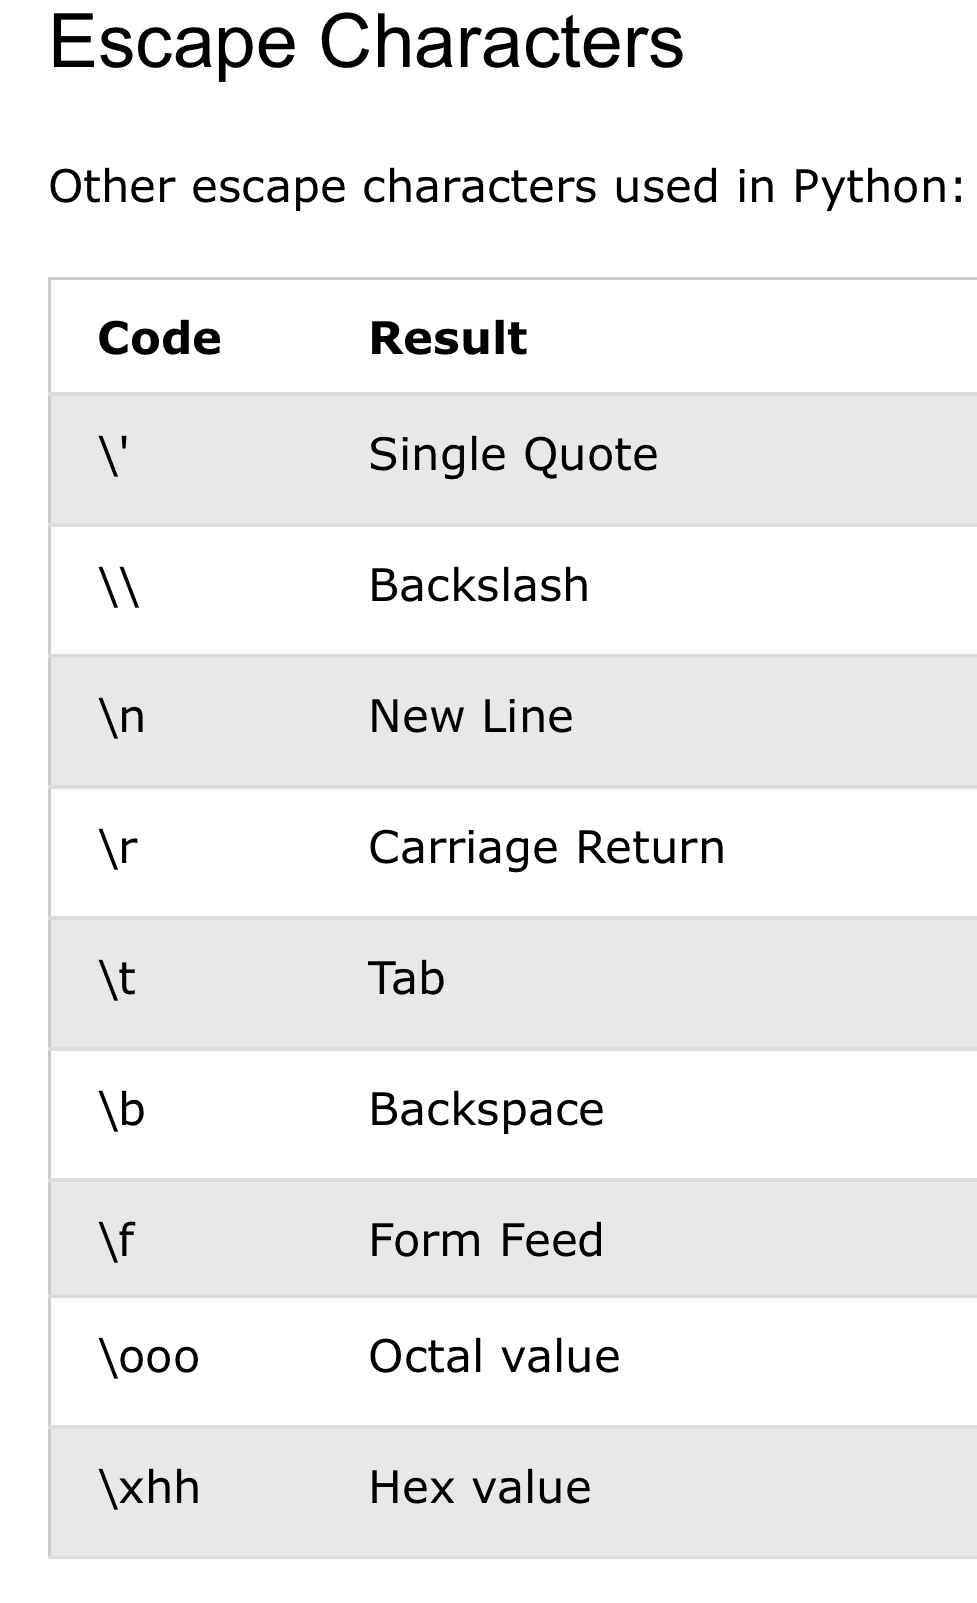 Escape Characters
Other escape characters used in Python:
Code Result
\' Single Quote
\\ Backslash
\n New Line
\r Carriage Return
\t Tab
\b Backspace
\f Form Feed
\ooo Octal value
\xhh Hex value